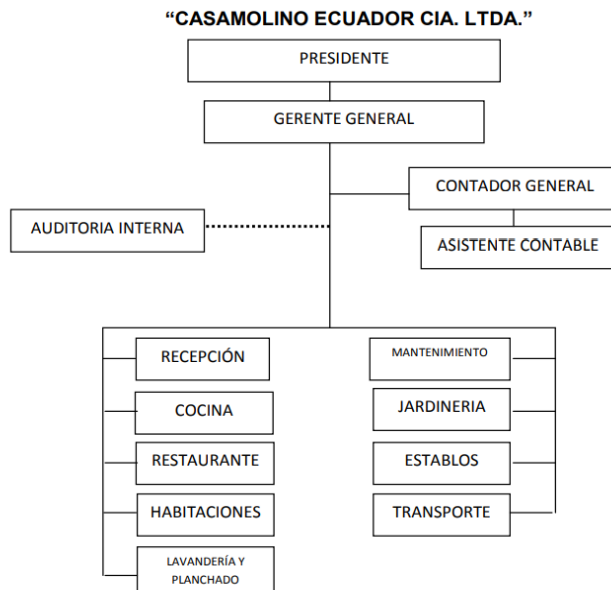 “CASAMOLINO ECUADOR CIA. LTDA.”
PRESIDENTE
GERENTE GENERAL
CONTADOR GENERAL
AUDITORIA INTERNA
ASISTENTE CONTABLE
RECEPCIÓN
MANTENIMIENTO
COCINA
JARDINERIA
RESTAURANTE
ESTABLOS
HABITACIONES
TRANSPORTE
LAVANDERÍA Y
PLANCHADO